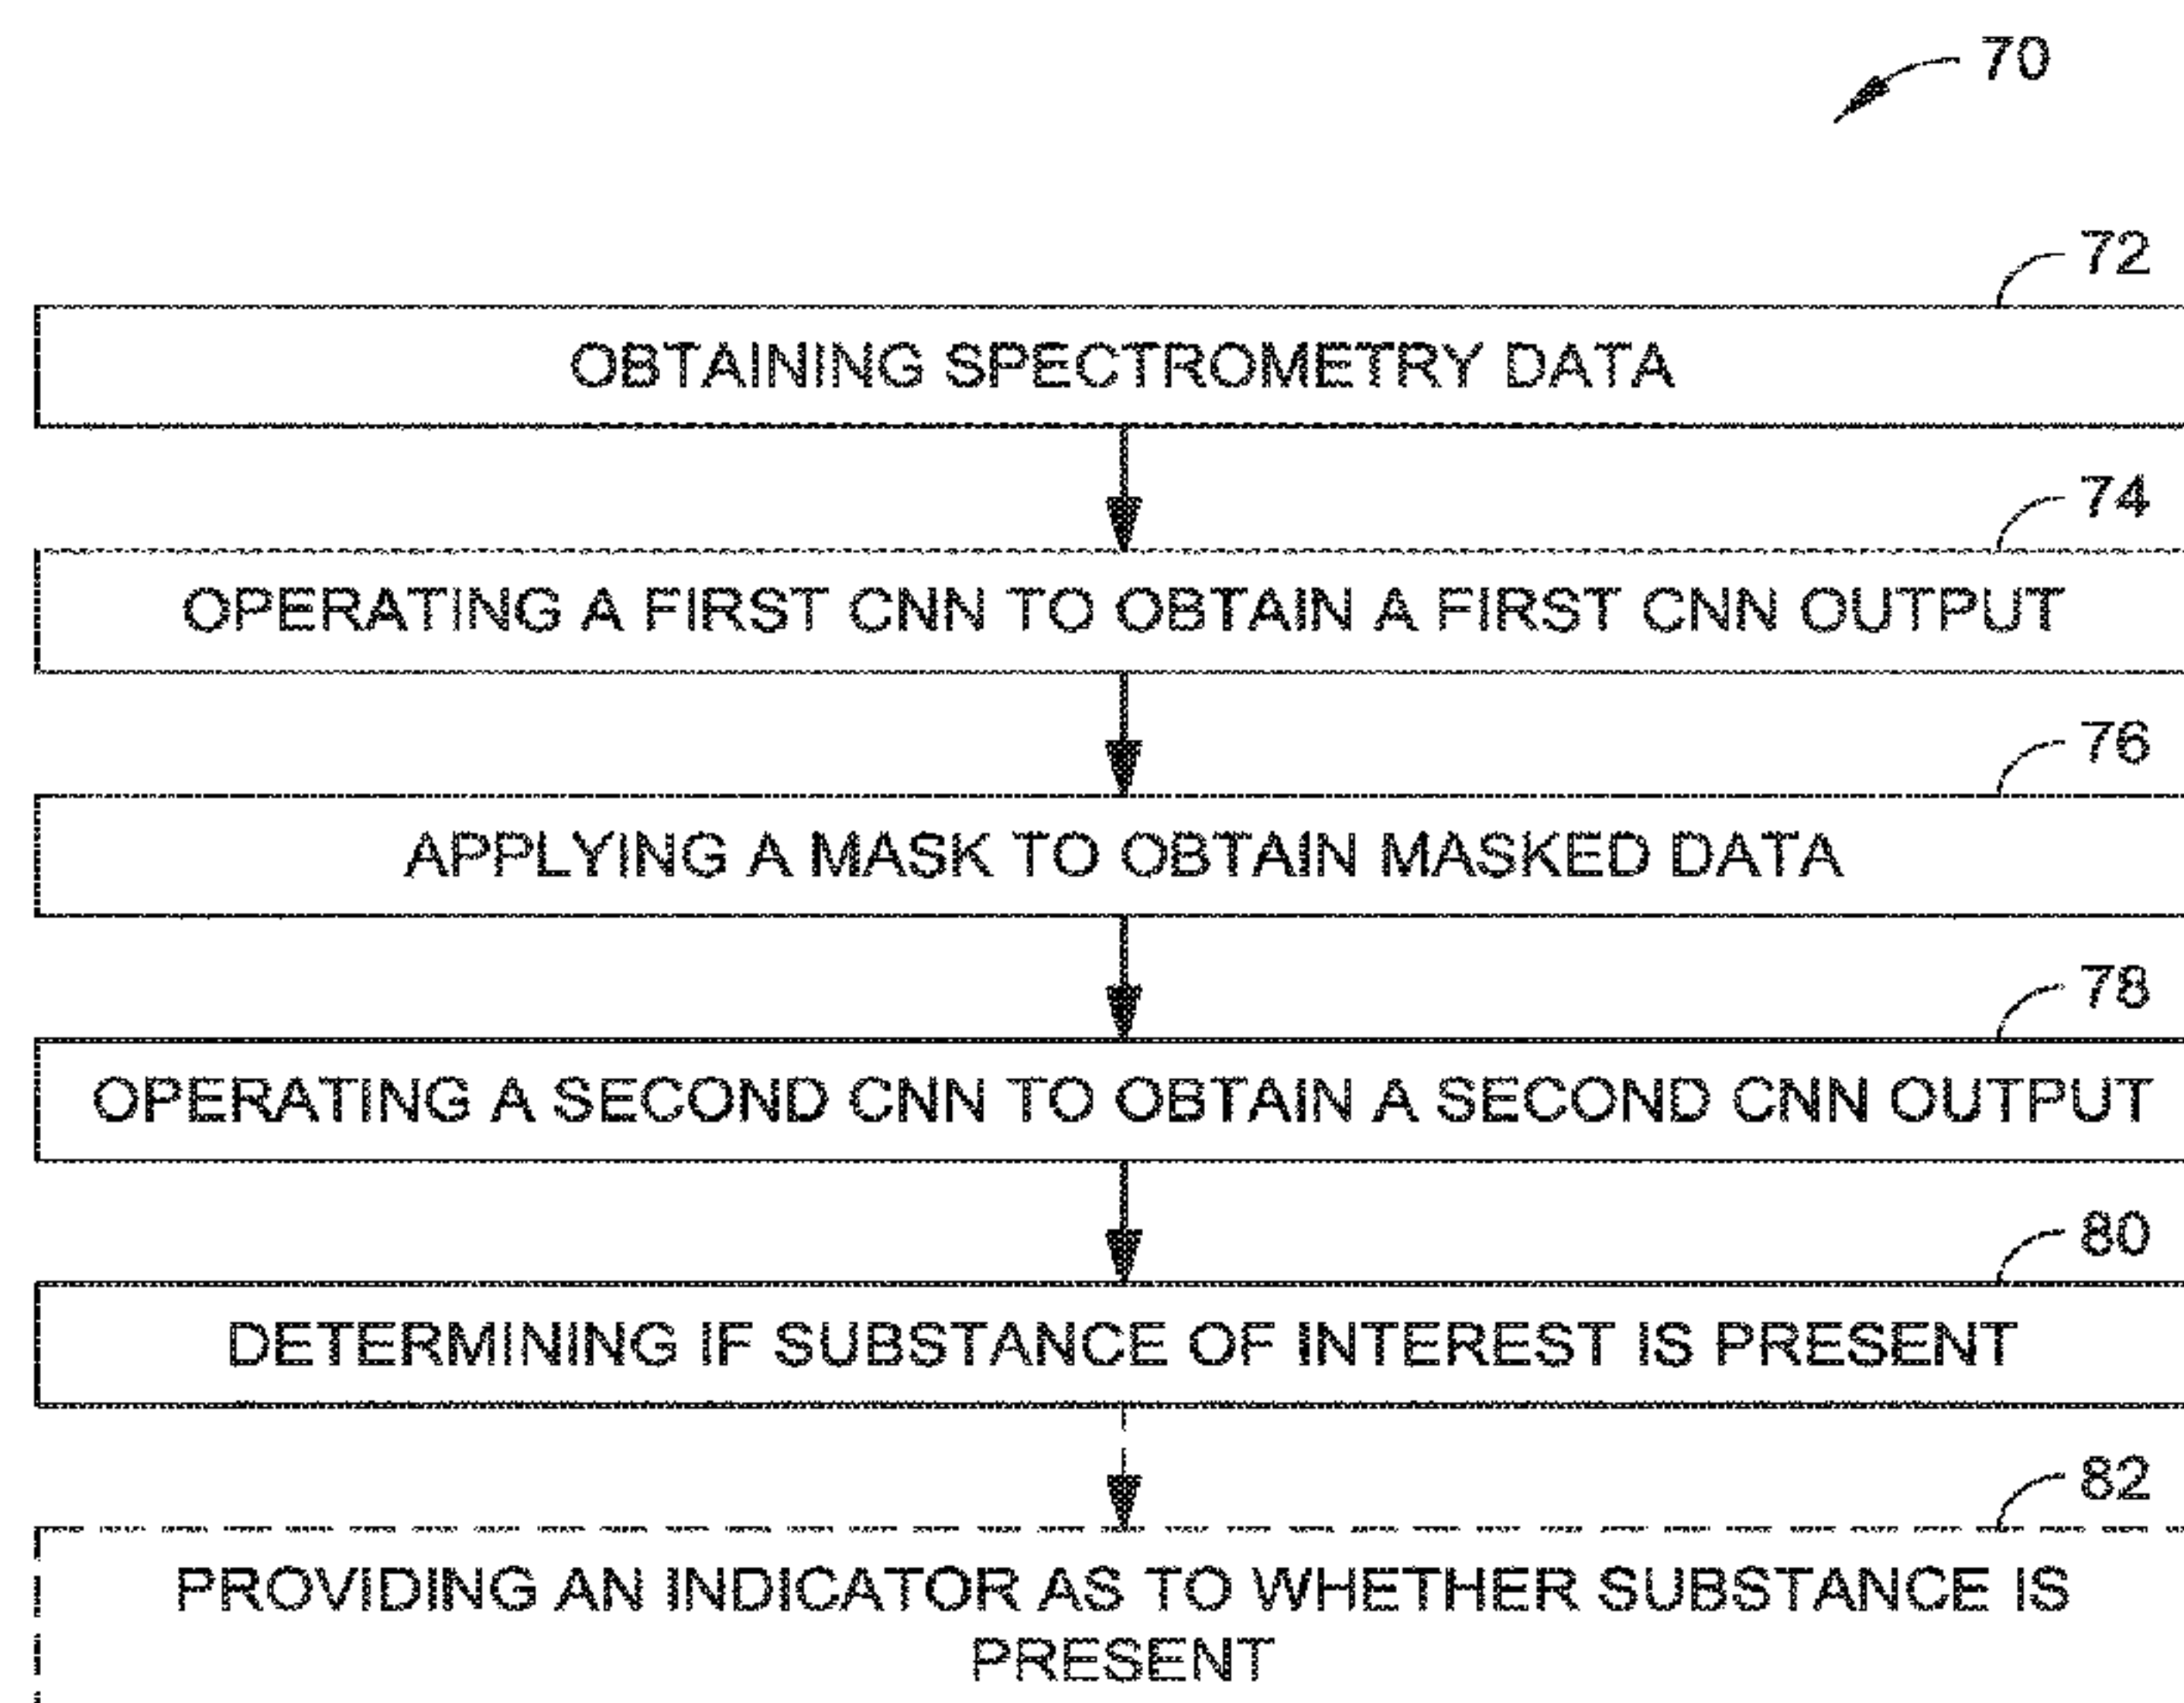 70
72
OBTAINING SPECTROMETRY DATA
74
OPERATING A FIRST CNN TO OBTAIN A FIRST CNN OUTPUT
76
APPLYING A MASK TO OBTAIN MASKED DATA
78
OPERATING A SECOND CNN TO OBTAIN A SECOND CNN OUTPUT
80
DETERMINING IF SUBSTANCE OF INTEREST IS PRESENT
82
PROVIDING AN INDICATOR AS TO WHETHER SUBSTANCE IS
PRESENT